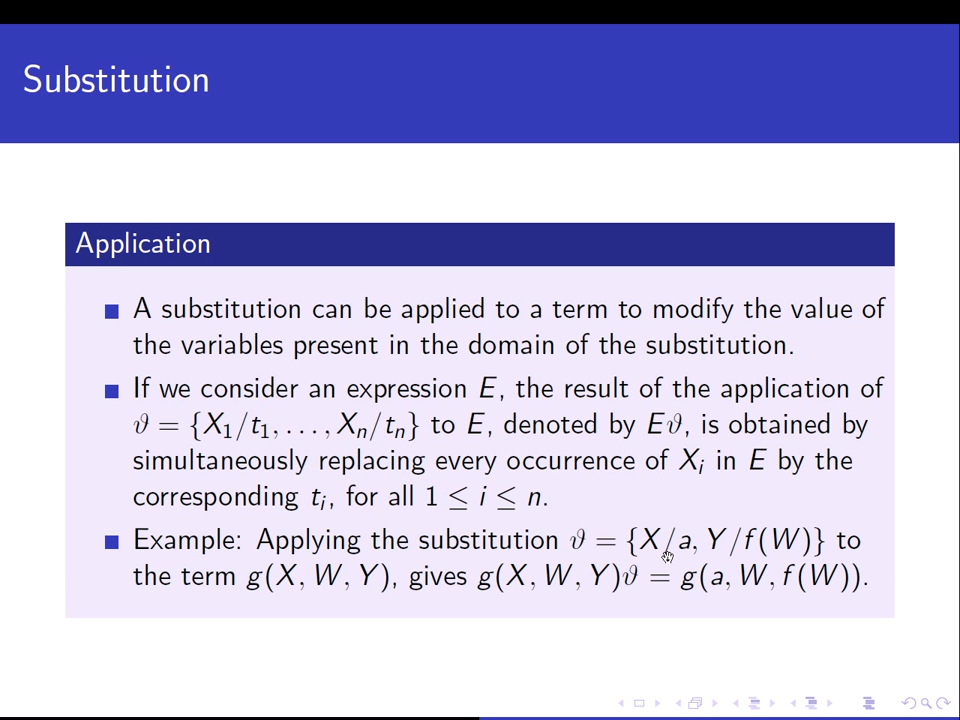 Substitution
Application
A substitution can be applied to a term to modify the value of
the variables present in the domain of the substitution.
If we consider an expression E, the result of the application of
ϑ = {X₁/t₁, . . . , Xₙ/tₙ} to E, denoted by Eϑ, is obtained by
simultaneously replacing every occurrence of Xᵢ in E by the
corresponding tᵢ, for all 1 ≤ i ≤ n.
Example: Applying the substitution ϑ = {X/a, Y/f(W)} to
the term g(X, W, Y), gives g(X, W, Y)ϑ = g(a, W, f(W)).